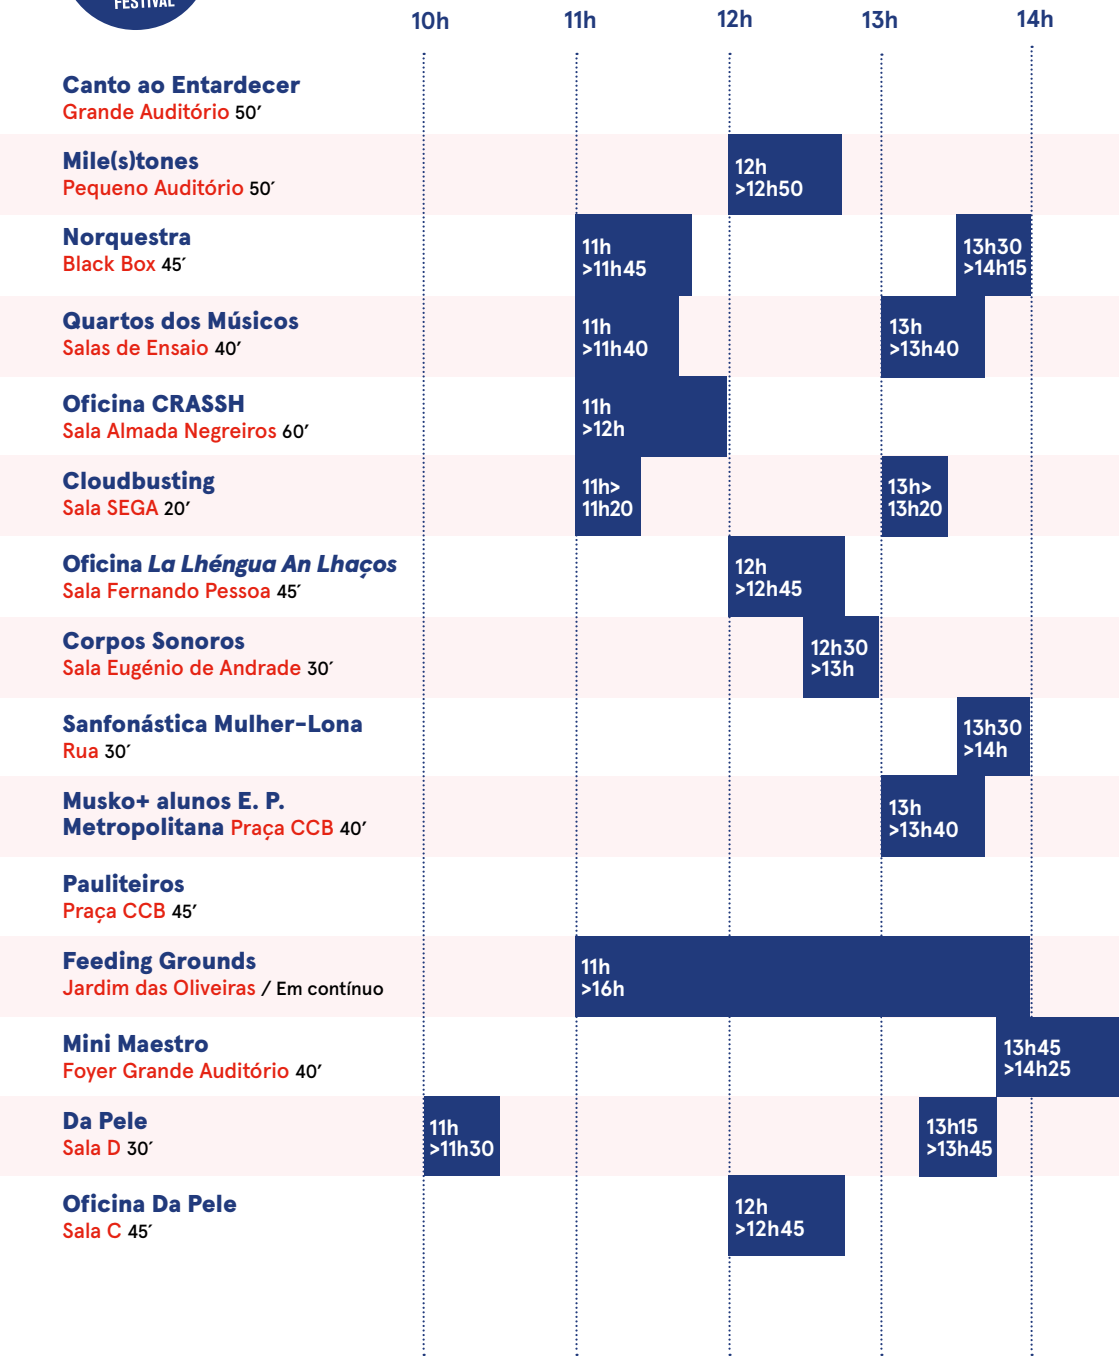 FESTIVAL
10h 11h 12h 13h 14h
Canto ao Entardecer
Grande Auditório 50´
Mile(s)tones
Pequeno Auditório 50´
12h
>12h50
Norquestra
Black Box 45´
11h
>11h45
13h30
>14h15
Quartos dos Músicos
Salas de Ensaio 40´
11h
>11h40
13h
>13h40
Oficina CRASSH
Sala Almada Negreiros 60´
11h
>12h
Cloudbusting
Sala SEGA 20´
11h>
11h20
13h>
13h20
Oficina La Lhéngua An Lhaços
Sala Fernando Pessoa 45´
12h
>12h45
Corpos Sonoros
Sala Eugénio de Andrade 30´
12h30
>13h
Sanfonástica Mulher-Lona
Rua 30´
13h30
>14h
Musko+ alunos E. P.
Metropolitana Praça CCB 40´
13h
>13h40
Pauliteiros
Praça CCB 45´
Feeding Grounds
Jardim das Oliveiras / Em contínuo
11h
>16h
Mini Maestro
Foyer Grande Auditório 40´
13h45
>14h25
Da Pele
Sala D 30´
11h
>11h30
13h15
>13h45
Oficina Da Pele
Sala C 45´
12h
>12h45